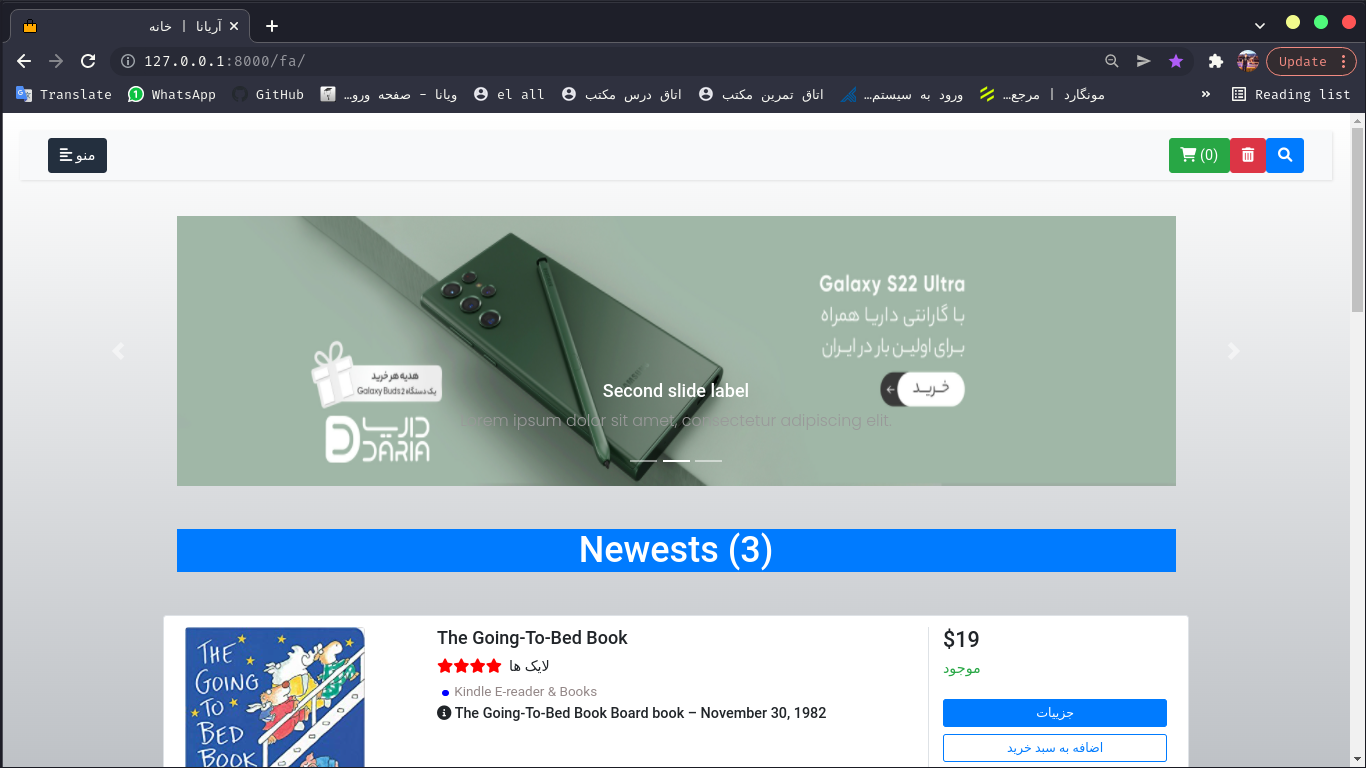 آریانا | خانه
127.0.0.1:8000/fa/
Update
Translate
WhatsApp
GitHub
ویانا - صفحه ورو...
el all
اتاق درس مکتب
اتاق تمرین مکتب
ورود به سیستم...
مونگارد | مرجع...
»
Reading list
منو
(0)
Galaxy S22 Ultra
با گارانتی داریا همراه
برای اولین بار در ایران
خرید
هدیه هر خرید
یک دستگاه Galaxy Buds2
داریا
DARIA
Second slide label
Lorem ipsum dolor sit amet, consectetur adipiscing elit.
Newests (3)
THE
GOING
TO
BED
BOOK
The Going-To-Bed Book
لایک ها
Kindle E-reader & Books
The Going-To-Bed Book Board book – November 30, 1982
$19
موجود
جزییات
اضافه به سبد خرید